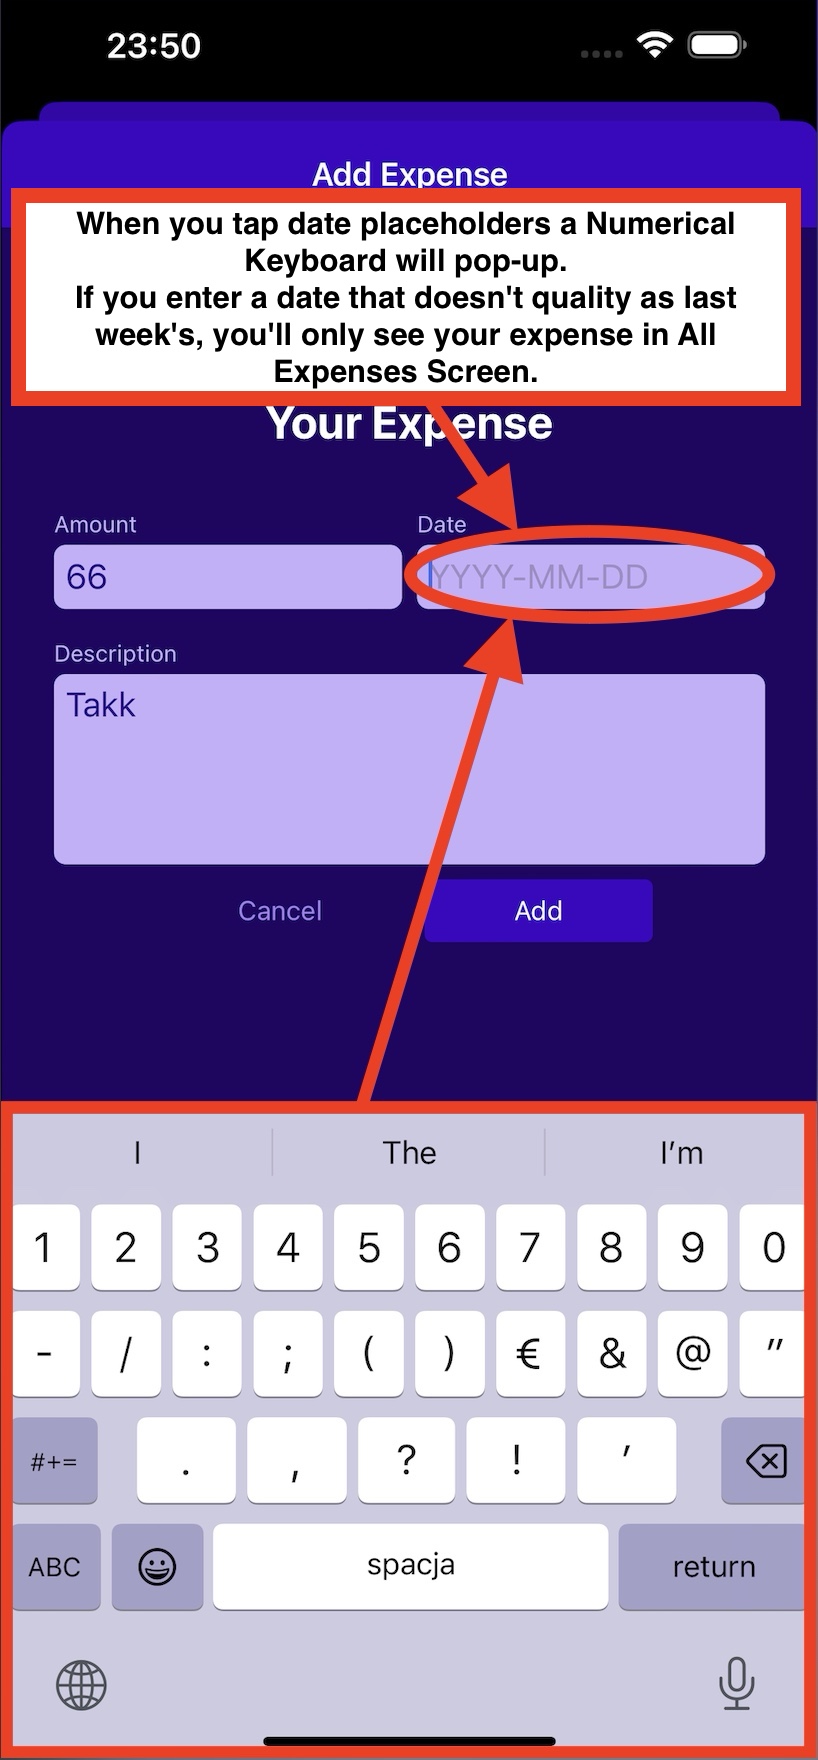 23:50
Add Expense
When you tap date placeholders a Numerical
Keyboard will pop-up.
If you enter a date that doesn't quality as last
week's, you'll only see your expense in All
Expenses Screen.
Your Expense
Amount
Date
66
YYYY-MM-DD
Description
Takk
Cancel
Add
I
The
I’m
1 2 3 4 5 6 7 8 9 0
- / : ; ( ) € & @ "
#+= . , ? ! ’
ABC
spacja
return